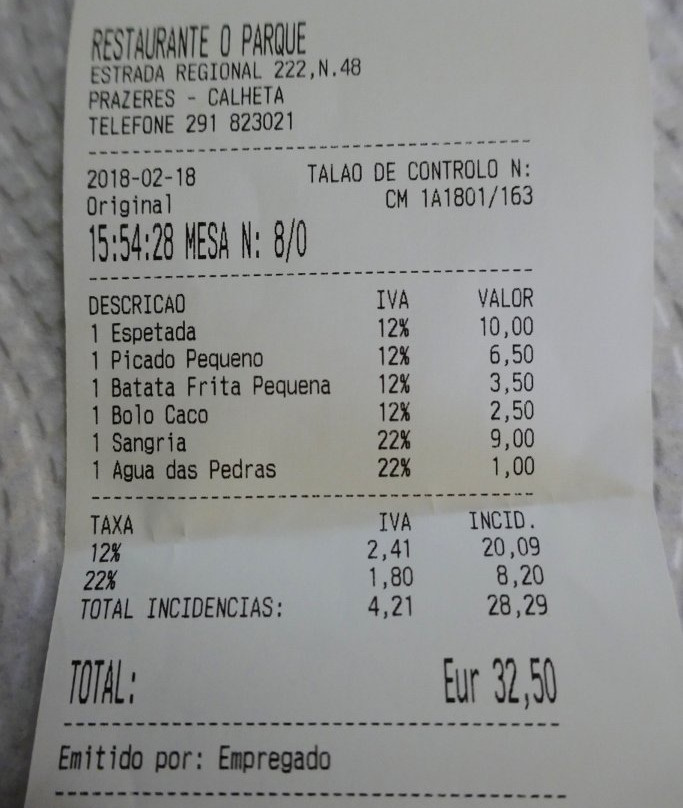 RESTAURANTE O PARQUE
ESTRADA REGIONAL 222,N.48
PRAZERES - CALHETA
TELEFONE 291 823021
2018-02-18 TALAO DE CONTROLO N:
Original CM 1A1801/163
15:54:28 MESA N: 8/0
DESCRICAO IVA VALOR
1 Espetada 12% 10,00
1 Picado Pequeno 12% 6,50
1 Batata Frita Pequena 12% 3,50
1 Bolo Caco 12% 2,50
1 Sangria 22% 9,00
1 Agua das Pedras 22% 1,00
TAXA IVA INCID.
12% 2,41 20,09
22% 1,80 8,20
TOTAL INCIDENCIAS: 4,21 28,29
TOTAL: Eur 32,50
Emitido por: Empregado